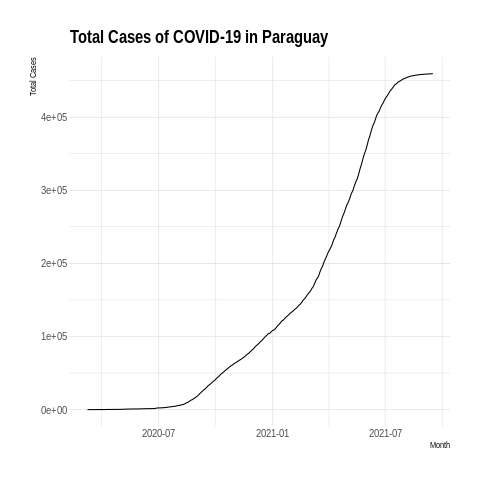 Total Cases of COVID-19 in Paraguay
Total Cases
4e+05
3e+05
2e+05
1e+05
0e+00
2020-07 2021-01 2021-07
Month